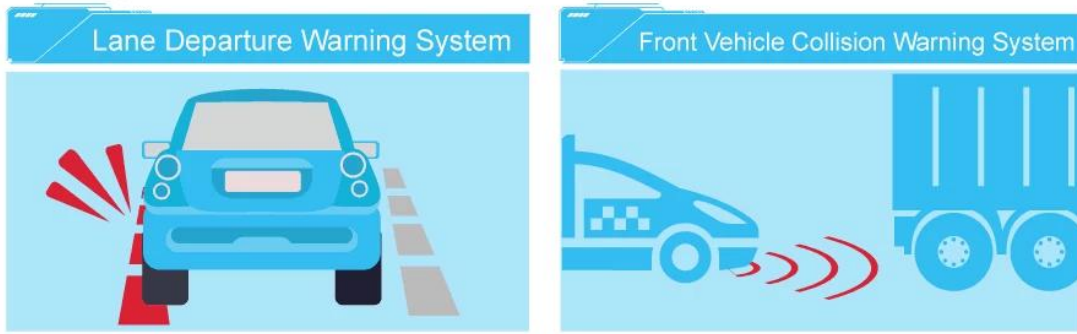 Lane Departure Warning System
Front Vehicle Collision Warning System